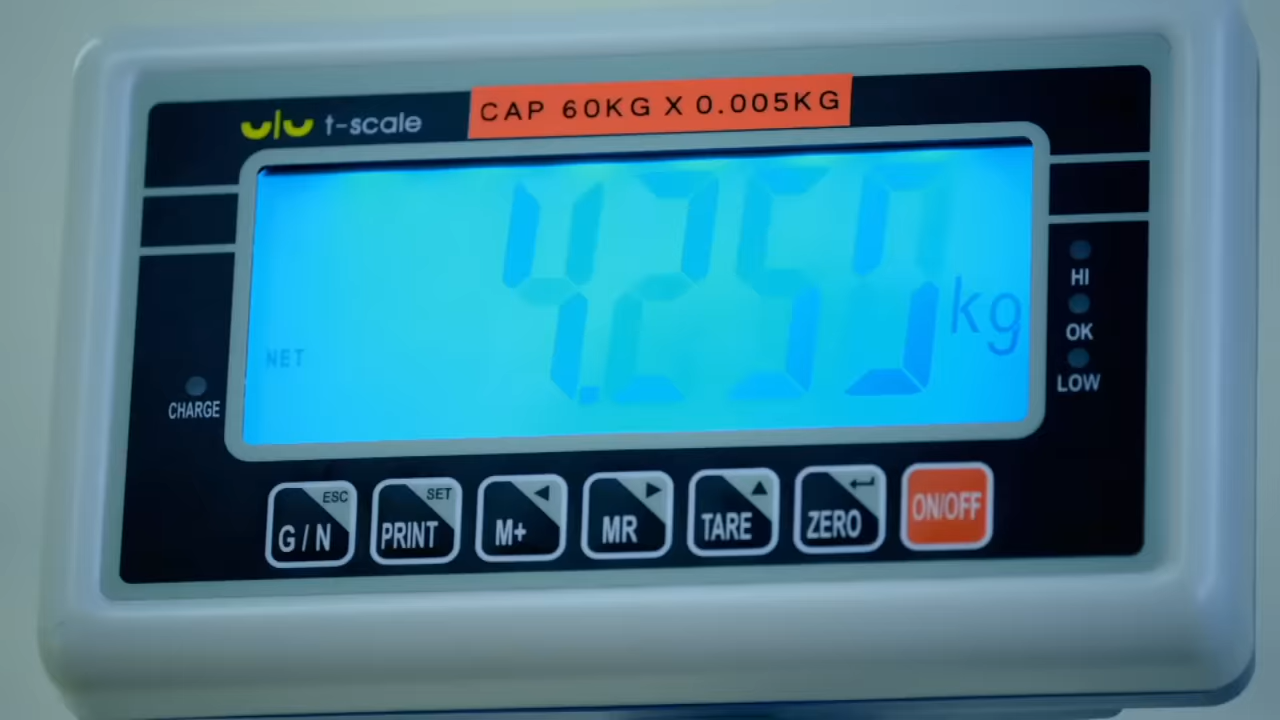 t-scale
CAP 60KG X 0.005KG
4.250 kg
NET
HI
OK
LOW
CHARGE
ESC
G / N
SET
PRINT
M+
MR
TARE
ZERO
ON/OFF